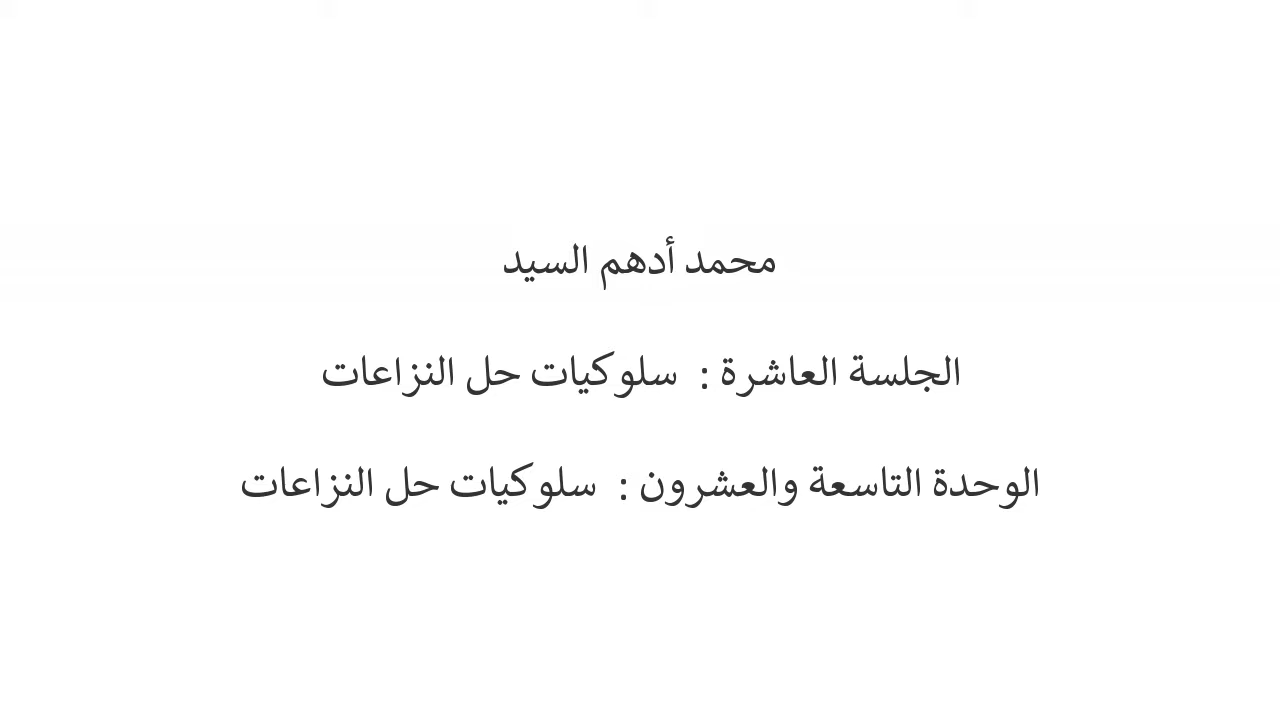 محمد أدهم السيد
الجلسة العاشرة : سلوكيات حل النزاعات
الوحدة التاسعة والعشرون : سلوكيات حل النزاعات